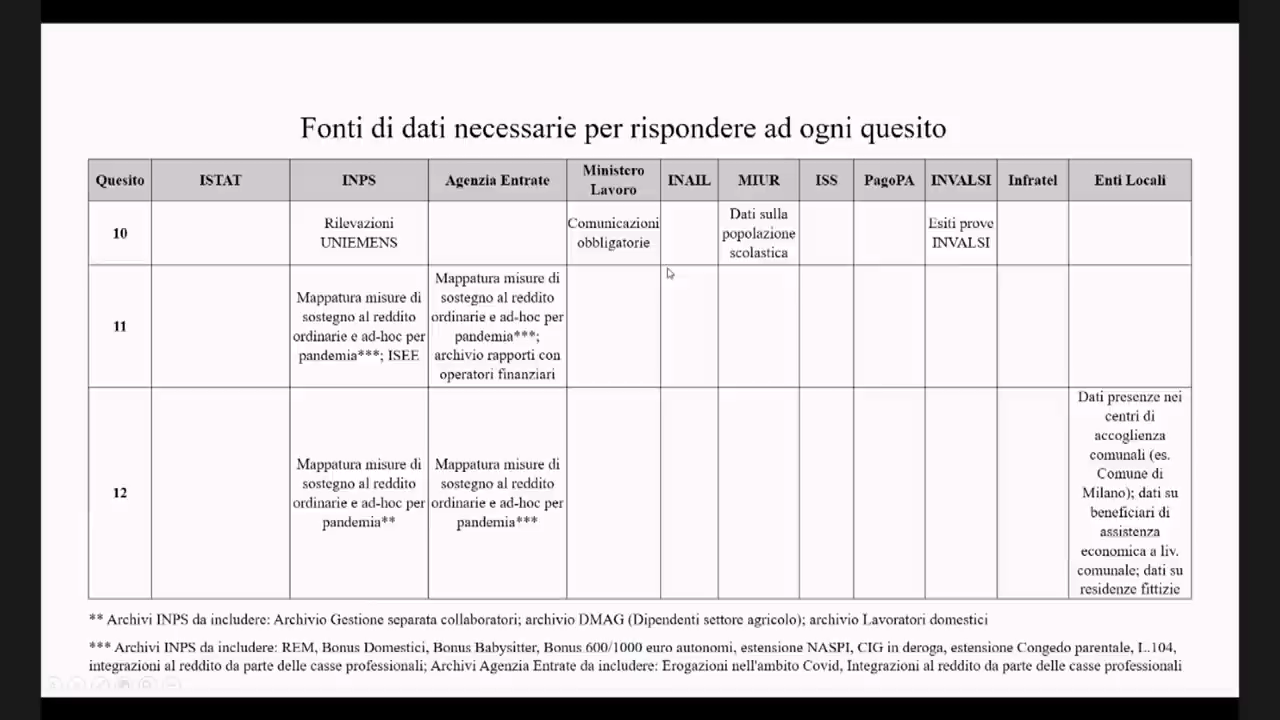 Fonti di dati necessarie per rispondere ad ogni quesito
Quesito ISTAT INPS Agenzia Entrate Ministero Lavoro INAIL MIUR ISS PagoPA INVALSI Infratel Enti Locali
10
Rilevazioni
UNIEMENS
Comunicazioni
obbligatorie
Dati sulla
popolazione
scolastica
Esiti prove
INVALSI
11
Mappatura misure di
sostegno al reddito
ordinarie e ad-hoc per
pandemia***; ISEE
Mappatura misure di
sostegno al reddito
ordinarie e ad-hoc per
pandemia***;
archivio rapporti con
operatori finanziari
12
Mappatura misure di
sostegno al reddito
ordinarie e ad-hoc per
pandemia**
Mappatura misure di
sostegno al reddito
ordinarie e ad-hoc per
pandemia***
Dati presenze nei
centri di
accoglienza
comunali (es.
Comune di
Milano); dati su
beneficiari di
assistenza
economica a liv.
comunale; dati su
residenze fittizie
** Archivi INPS da includere: Archivio Gestione separata collaboratori; archivio DMAG (Dipendenti settore agricolo); archivio Lavoratori domestici
*** Archivi INPS da includere: REM, Bonus Domestici, Bonus Babysitter, Bonus 600/1000 euro autonomi, estensione NASPI, CIG in deroga, estensione Congedo parentale, L.104,
integrazioni al reddito da parte delle casse professionali; Archivi Agenzia Entrate da includere: Erogazioni nell'ambito Covid, Integrazioni al reddito da parte delle casse professionali